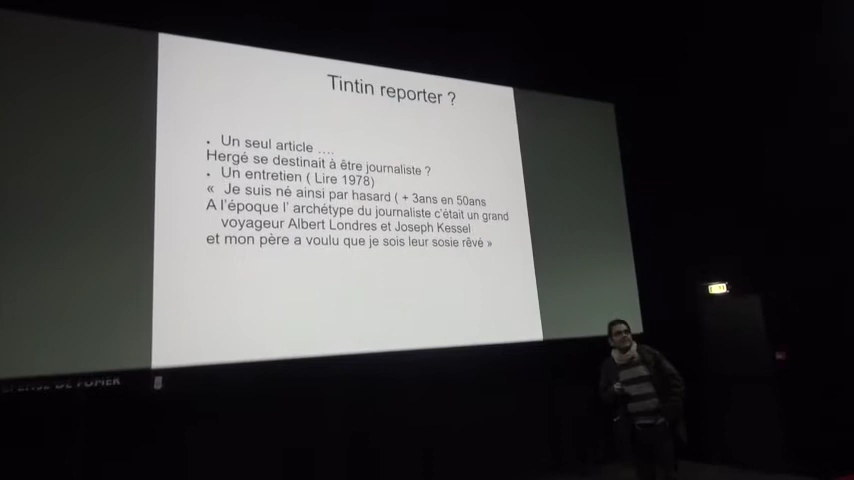 Tintin reporter ?
• Un seul article ....
Hergé se destinait à être journaliste ?
• Un entretien ( Lire 1978)
« Je suis né ainsi par hasard ( + 3ans en 50ans
A l'époque l' archétype du journaliste c'était un grand
voyageur Albert Londres et Joseph Kessel
et mon père a voulu que je sois leur sosie rêvé »
DE FUMER